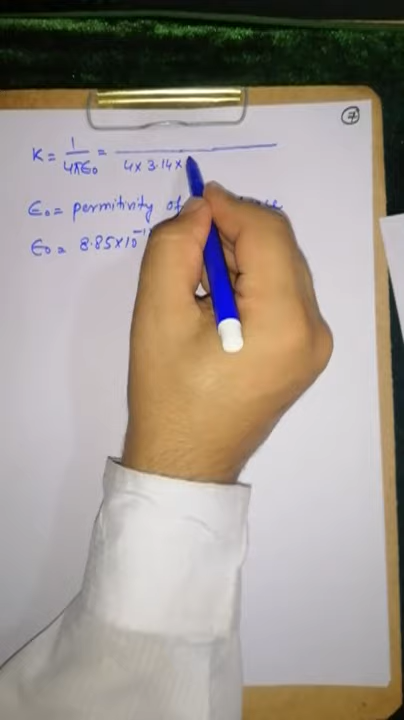 7
K = 1/4πε₀ = 4 × 3.14 ×
ε₀ = permitivity of
ε₀ = 8.85×10⁻¹